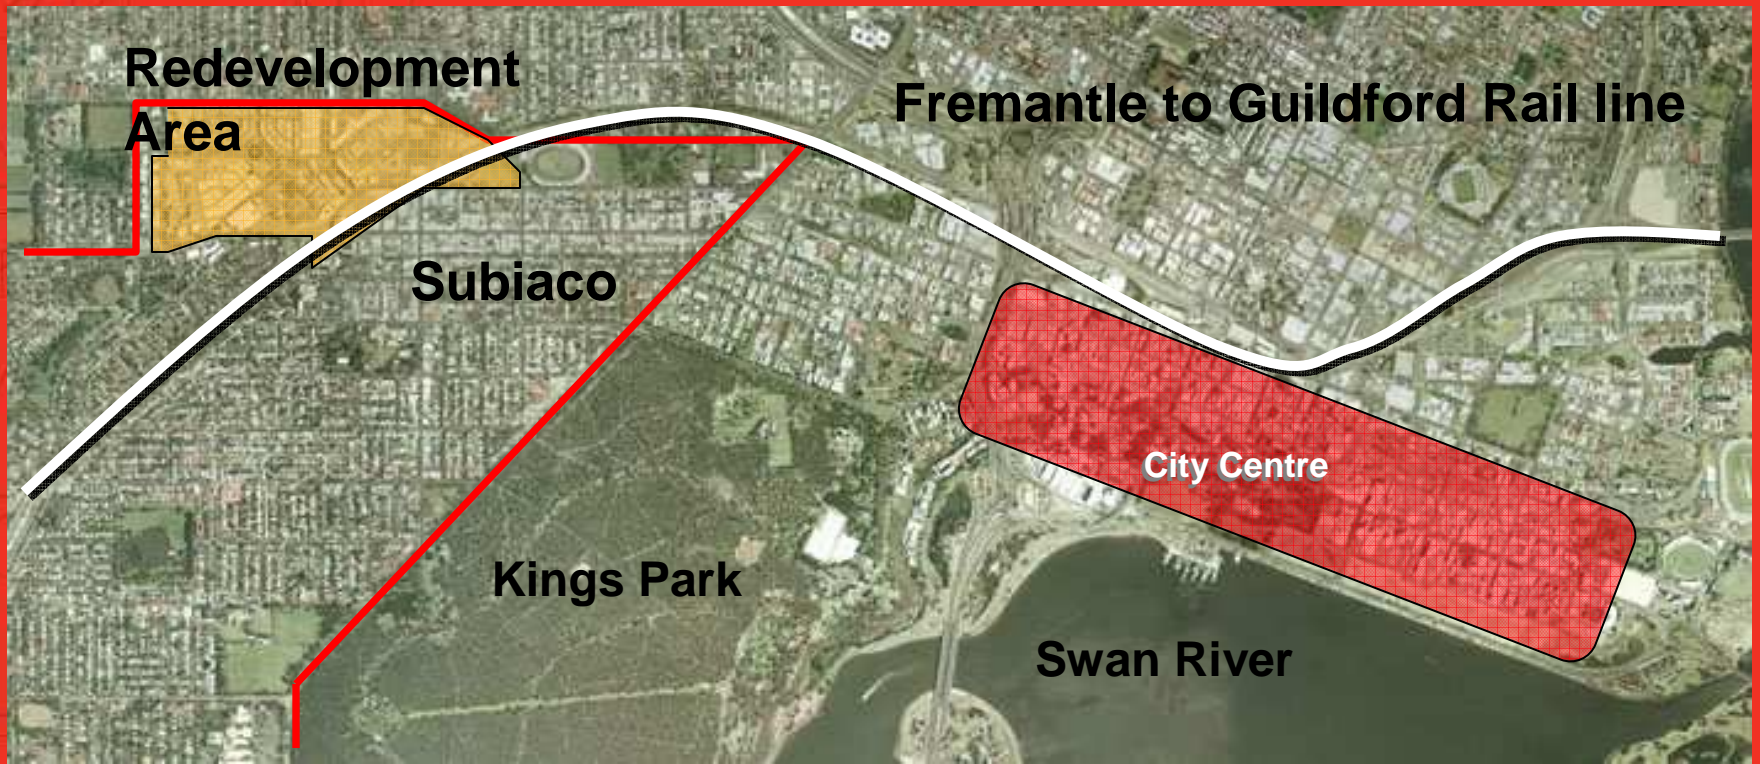 Redevelopment
Area
Fremantle to Guildford Rail line
Subiaco
City Centre
Kings Park
Swan River